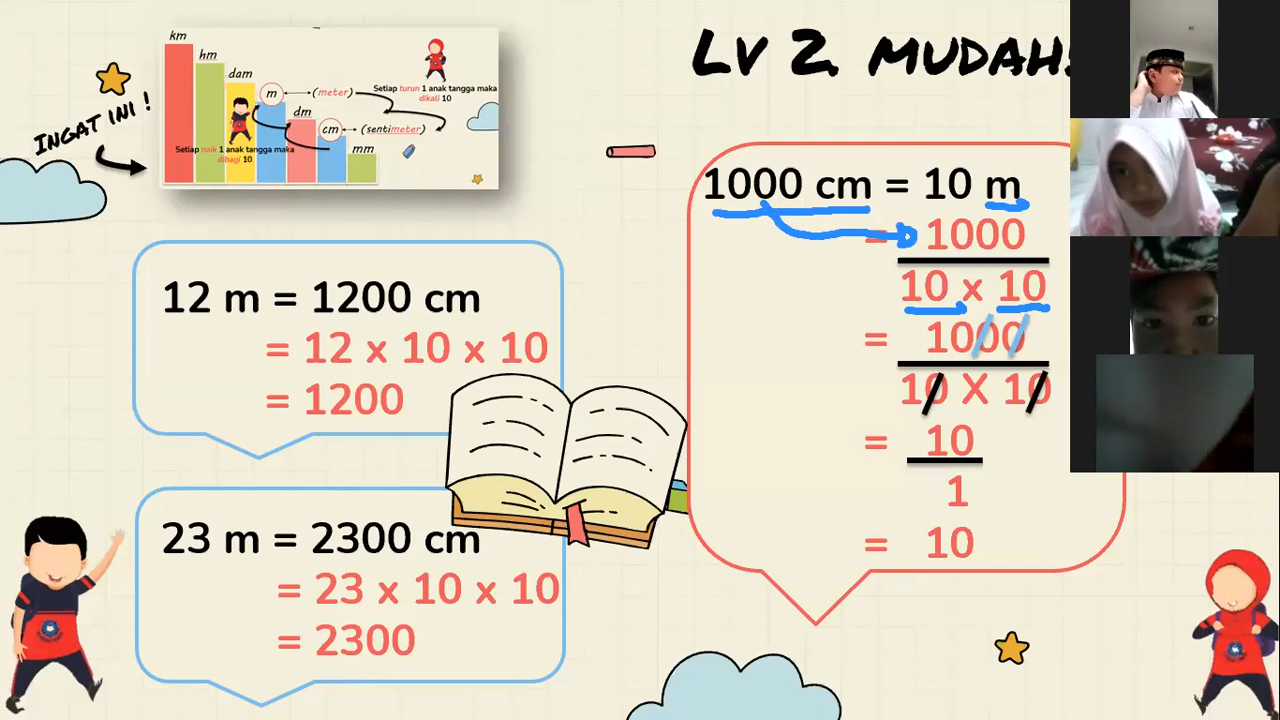 km
hm
dam
m
(meter)
Setiap turun 1 anak tangga maka
dikali 10
dm
cm
(sentimeter)
Setiap naik 1 anak tangga maka
dibagi 10
mm
INGAT INI !
LV 2 MUDAH!
12 m = 1200 cm
= 12 x 10 x 10
= 1200
23 m = 2300 cm
= 23 x 10 x 10
= 2300
1000 cm = 10 m
= 1000
10 x 10
= 1000
10 X 10
= 10
1
= 10